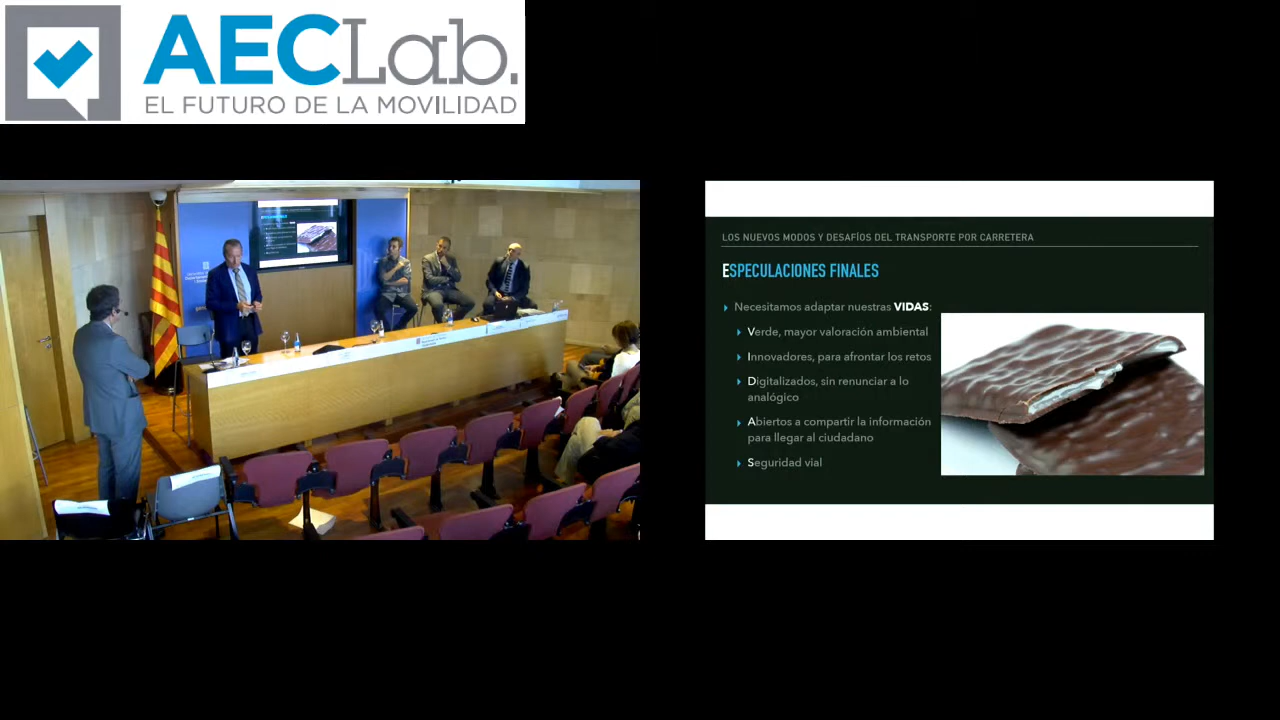 AECLab.
EL FUTURO DE LA MOVILIDAD
LOS NUEVOS MODOS Y DESAFÍOS DEL TRANSPORTE POR CARRETERA
ESPECULACIONES FINALES
Necesitamos adaptar nuestras VIDAS:
Verde, mayor valoración ambiental
Innovadores, para afrontar los retos
Digitalizados, sin renunciar a lo
analógico
Abiertos a compartir la información
para llegar al ciudadano
Seguridad vial